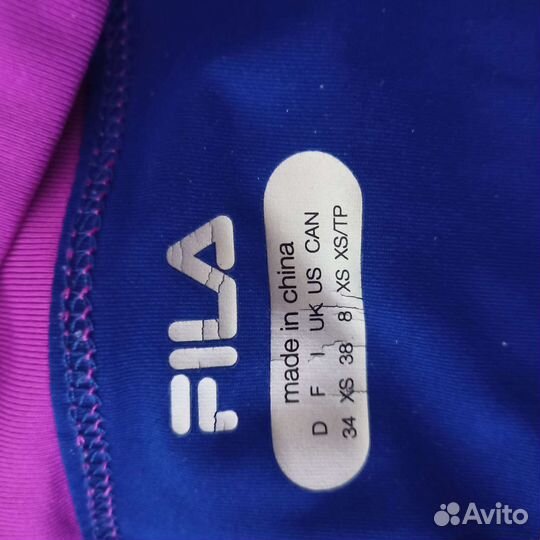 FILA
made in china
D F I UK US CAN
34 XS 38 8 XS XS/TP
Avito